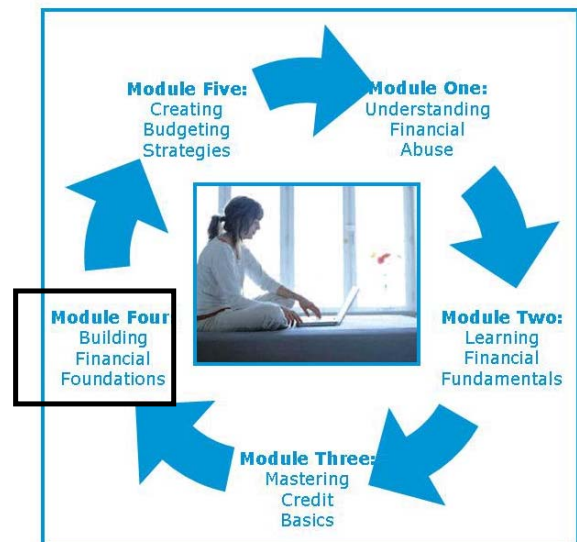 Module One:
Understanding
Financial
Abuse
Module Two:
Learning
Financial
Fundamentals
Module Three:
Mastering
Credit
Basics
Module Four:
Building
Financial
Foundations
Module Five:
Creating
Budgeting
Strategies